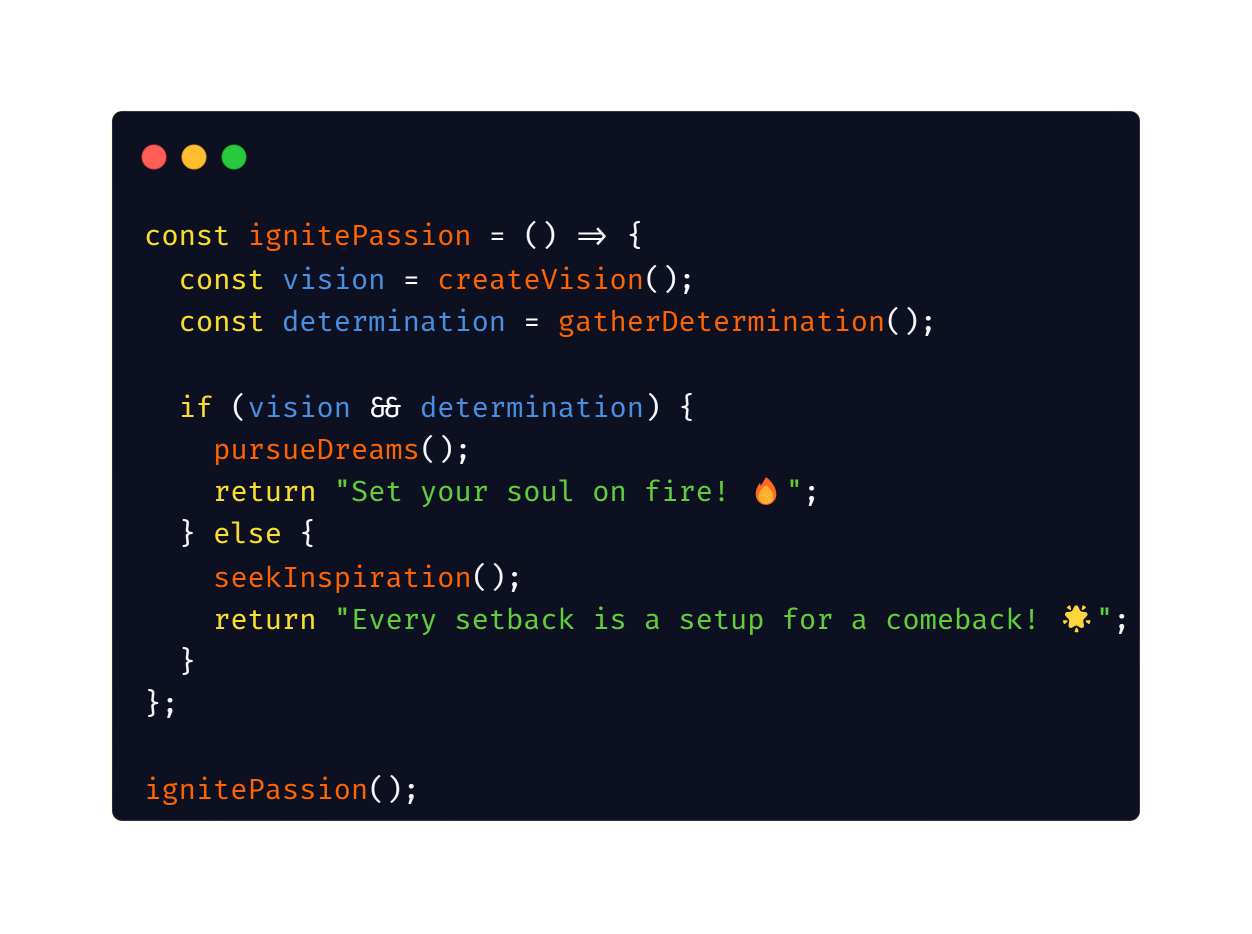 const ignitePassion = () => {
  const vision = createVision();
  const determination = gatherDetermination();

  if (vision && determination) {
    pursueDreams();
    return "Set your soul on fire! 🔥";
  } else {
    seekInspiration();
    return "Every setback is a setup for a comeback! 🌟";
  }
};

ignitePassion();